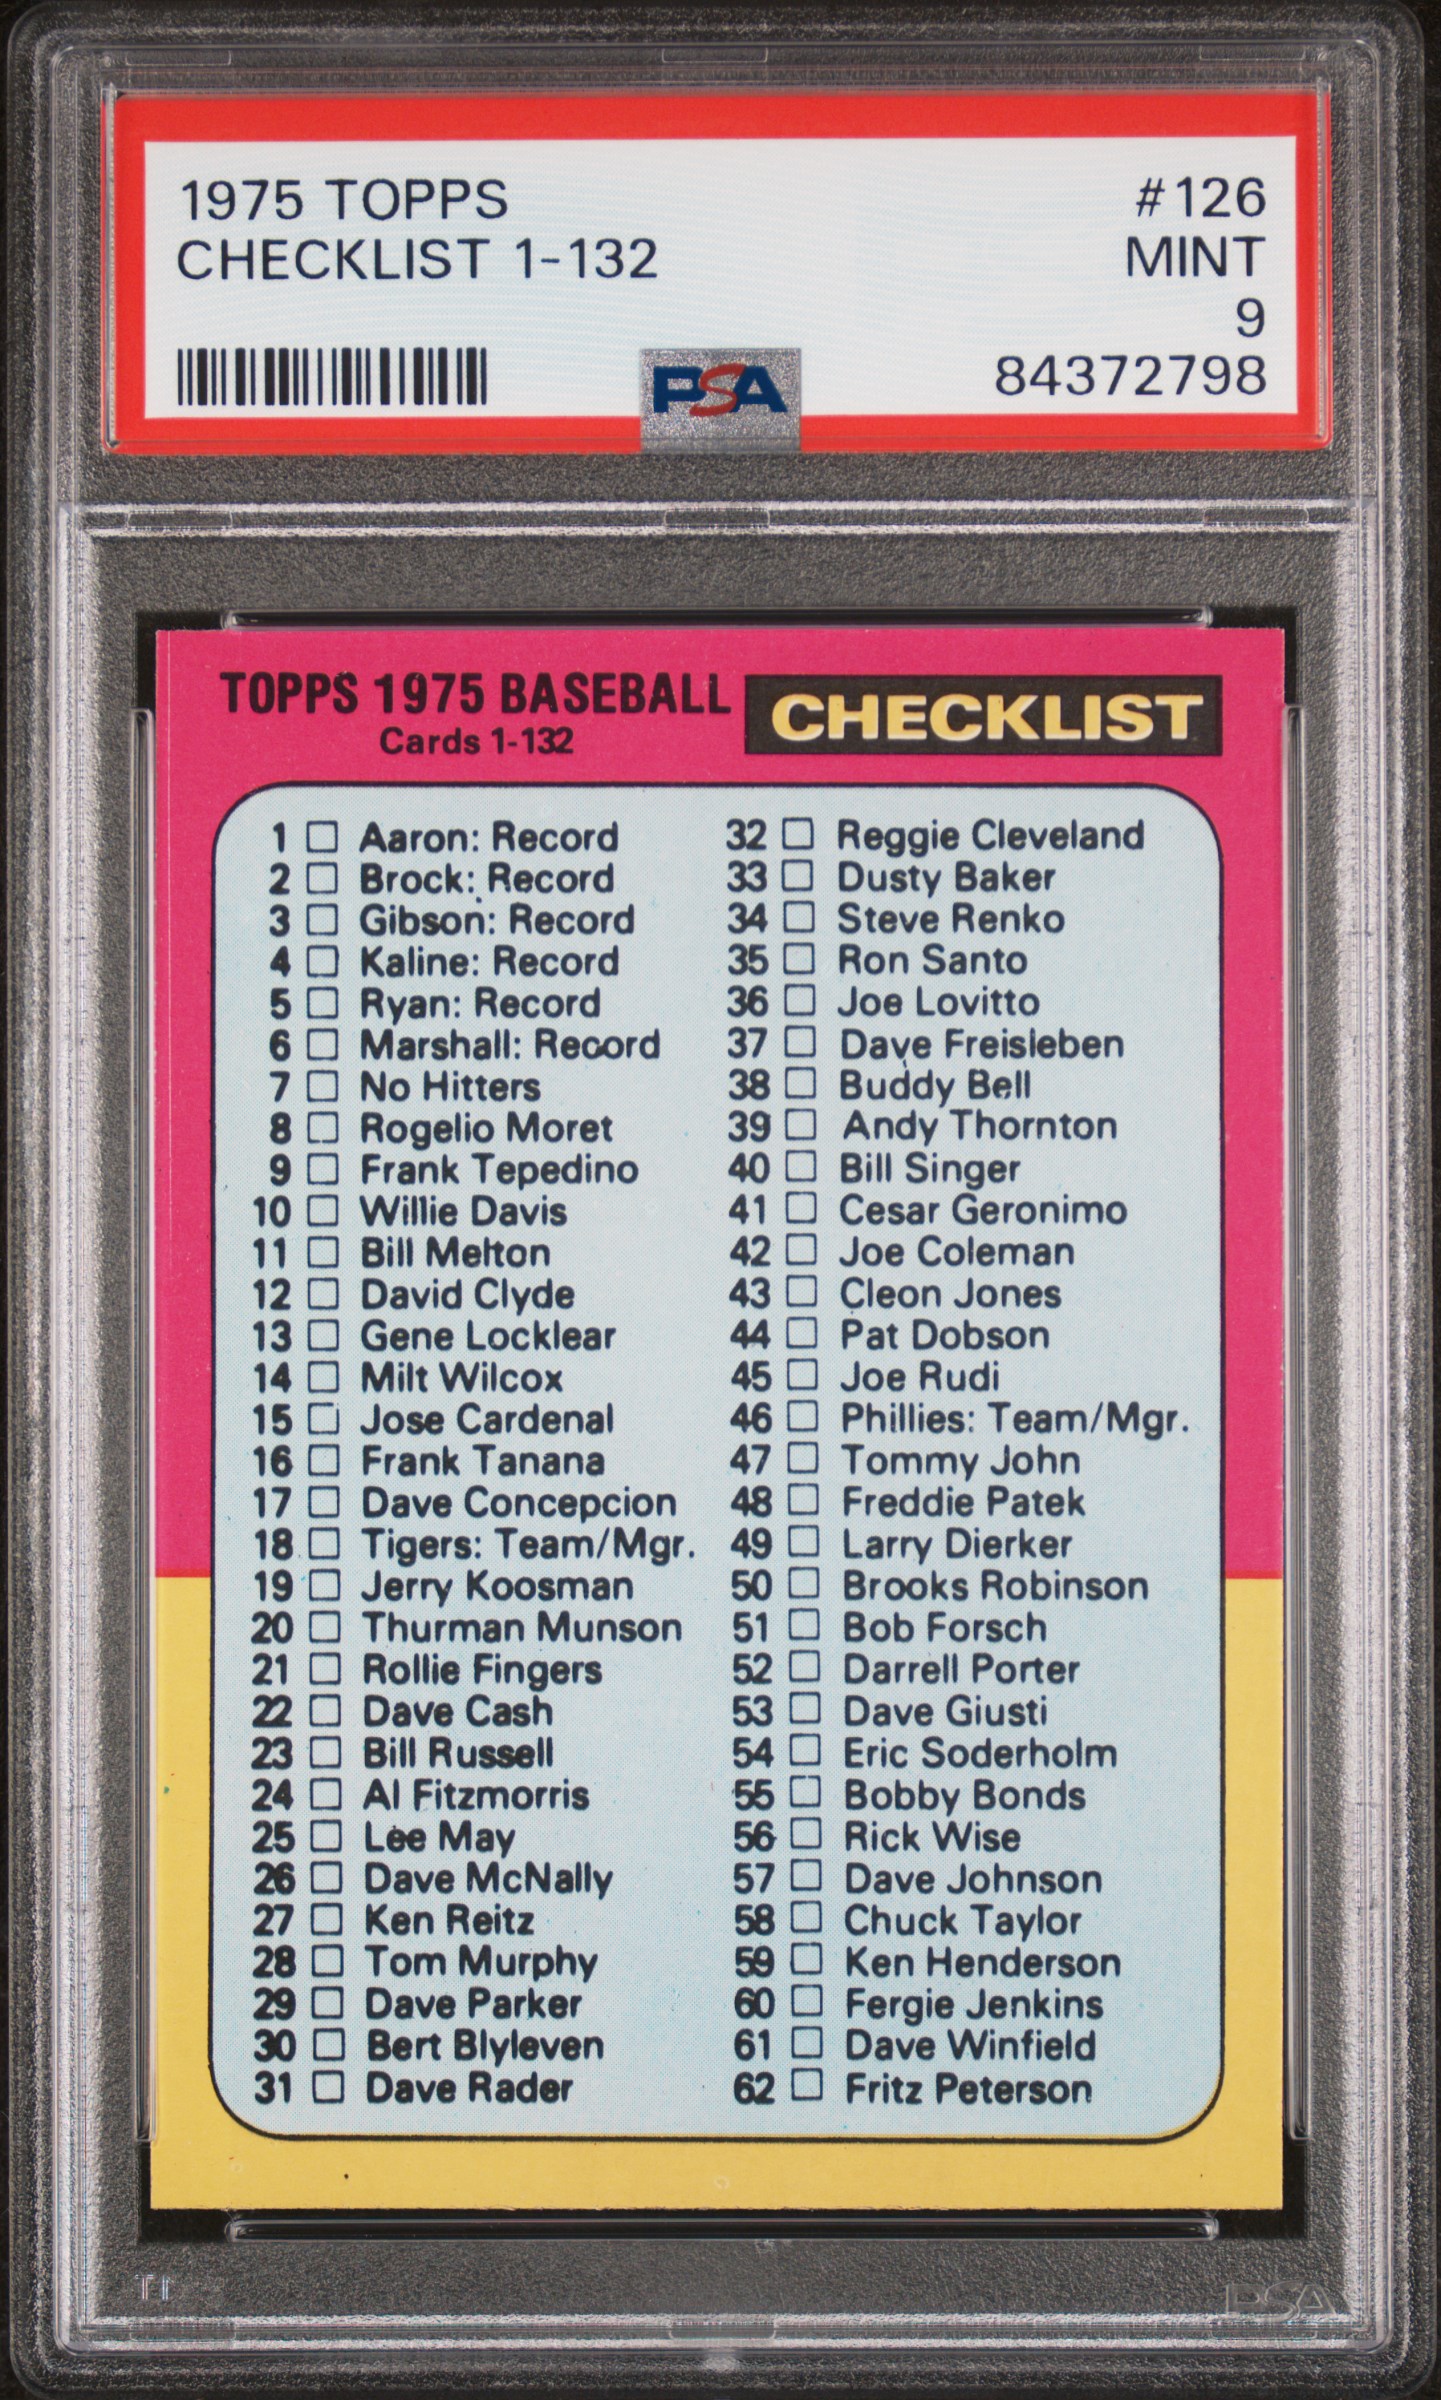 1975 TOPPS #126
CHECKLIST 1-132 MINT
9
PSA 84372798
TOPPS 1975 BASEBALL CHECKLIST
Cards 1-132
1 Aaron: Record
2 Brock: Record
3 Gibson: Record
4 Kaline: Record
5 Ryan: Record
6 Marshall: Record
7 No Hitters
8 Rogelio Moret
9 Frank Tepedino
10 Willie Davis
11 Bill Melton
12 David Clyde
13 Gene Locklear
14 Milt Wilcox
15 Jose Cardenal
16 Frank Tanana
17 Dave Concepcion
18 Tigers: Team/Mgr.
19 Jerry Koosman
20 Thurman Munson
21 Rollie Fingers
22 Dave Cash
23 Bill Russell
24 Al Fitzmorris
25 Lee May
26 Dave McNally
27 Ken Reitz
28 Tom Murphy
29 Dave Parker
30 Bert Blyleven
31 Dave Rader
32 Reggie Cleveland
33 Dusty Baker
34 Steve Renko
35 Ron Santo
36 Joe Lovitto
37 Dave Freisleben
38 Buddy Bell
39 Andy Thornton
40 Bill Singer
41 Cesar Geronimo
42 Joe Coleman
43 Cleon Jones
44 Pat Dobson
45 Joe Rudi
46 Phillies: Team/Mgr.
47 Tommy John
48 Freddie Patek
49 Larry Dierker
50 Brooks Robinson
51 Bob Forsch
52 Darrell Porter
53 Dave Giusti
54 Eric Soderholm
55 Bobby Bonds
56 Rick Wise
57 Dave Johnson
58 Chuck Taylor
59 Ken Henderson
60 Fergie Jenkins
61 Dave Winfield
62 Fritz Peterson
PSA